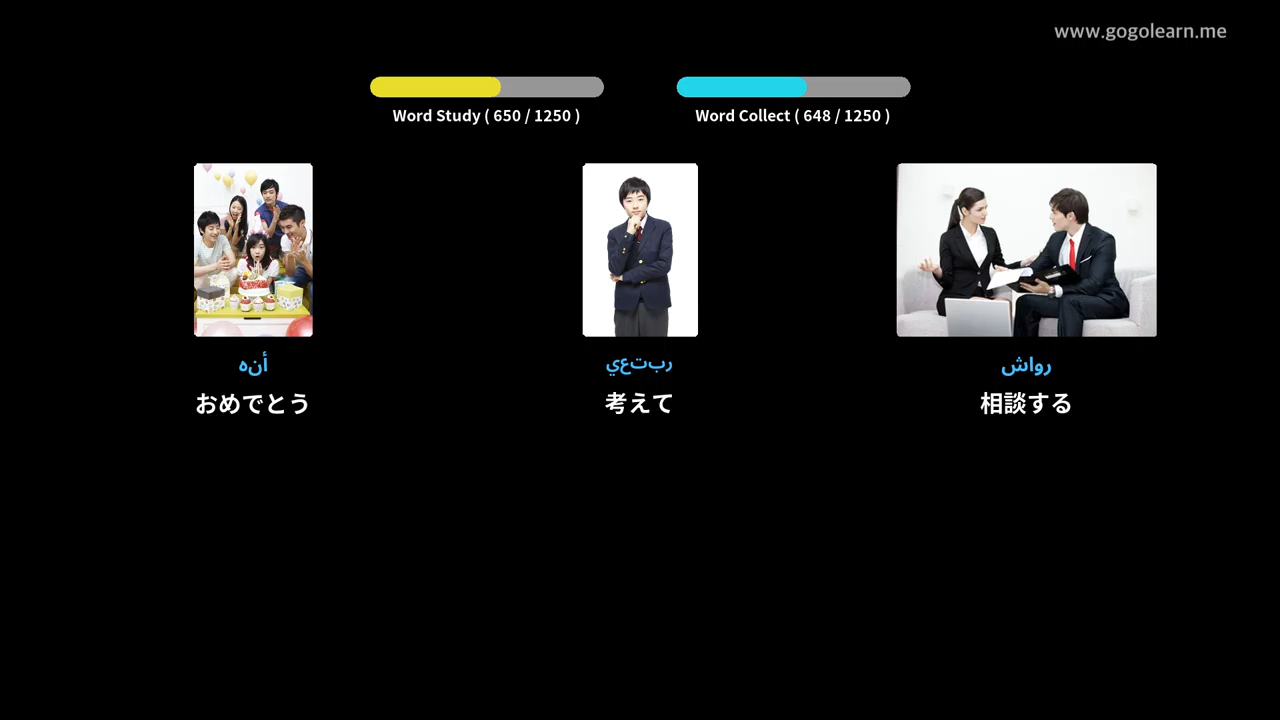 www.gogolearn.me
Word Study ( 650 / 1250 )
Word Collect ( 648 / 1250 )
أنه
おめでとう
ربتعي
考えて
رواش
相談する